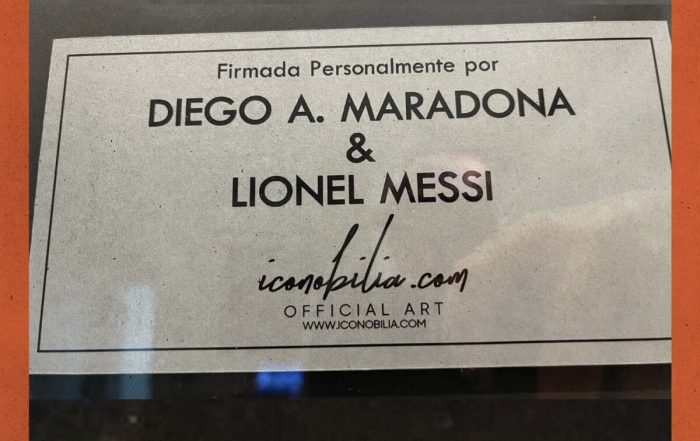 Firmada Personalmente por
DIEGO A. MARADONA
&
LIONEL MESSI
iconobilia.com
OFFICIAL ART
WWW.ICONOBILIA.COM